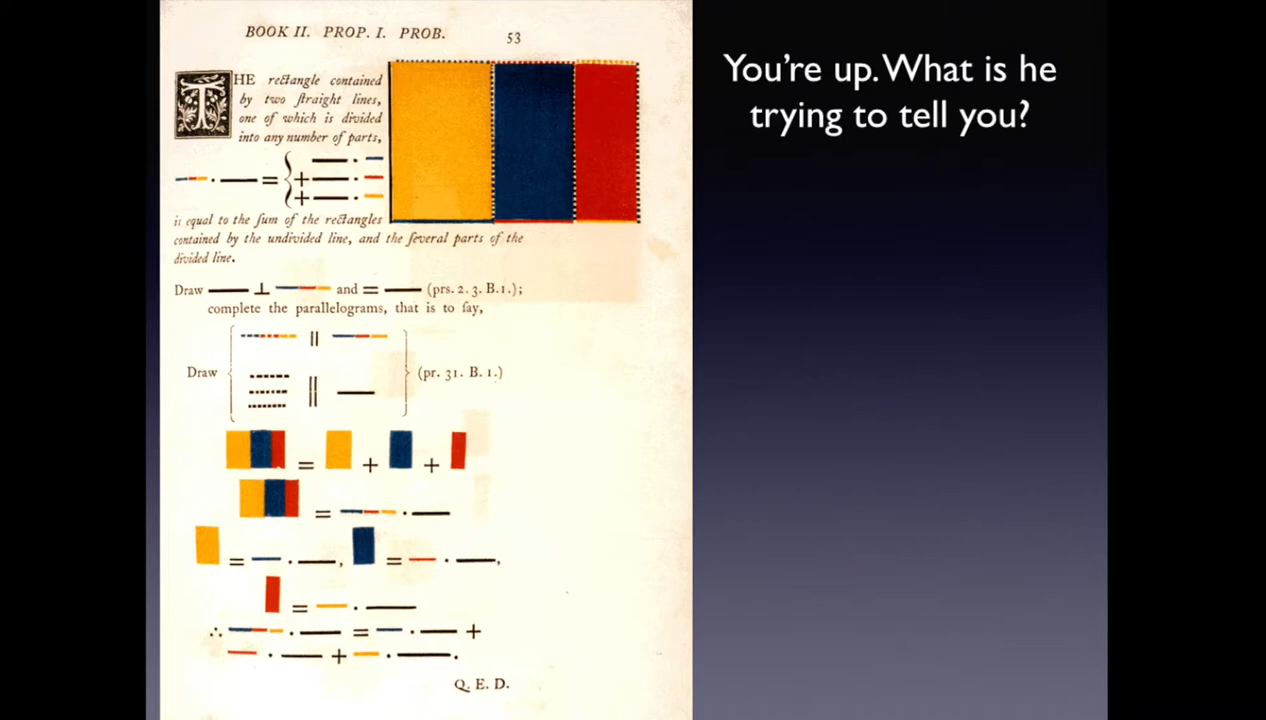 BOOK II. PROP. I. PROB. 53
THE rectangle contained
by two ſtraight lines,
one of which is divided
into any number of parts,
· = { ·
+ ·
+ ·
is equal to the ſum of the rectangles
contained by the undivided line, and the ſeveral parts of the
divided line.
Draw ⊥ and = (prs. 2. 3. B.1.);
complete the parallelograms, that is to ſay,
Draw { || || } (pr. 31. B. 1.)
= + +
= ·
= · , = · ,
= ·
∴ · = · +
· + · .
Q. E. D.
You're up. What is he
trying to tell you?